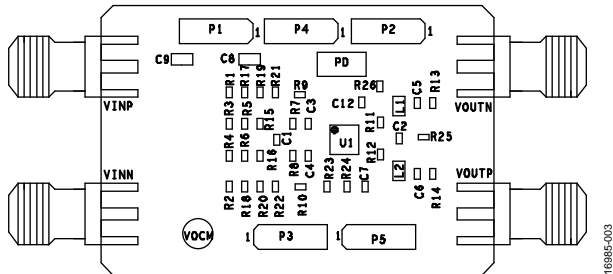 P1 1 P4 1 P2 1
C9 C8 PD
R1 R17 R19 R21 R9 R26 L1 C5 R13
VINP C12 VOUTN
R3 R5 R15 R7 C3 R11
C1 U1 C2 R25
R4 R6 R16 R8 C4 R12 L2
VINN VOUTP
R23 R24 C7 C6 R14
R2 R18 R20 R22 R10
VOCM 1 P3 1 P5
16985-003